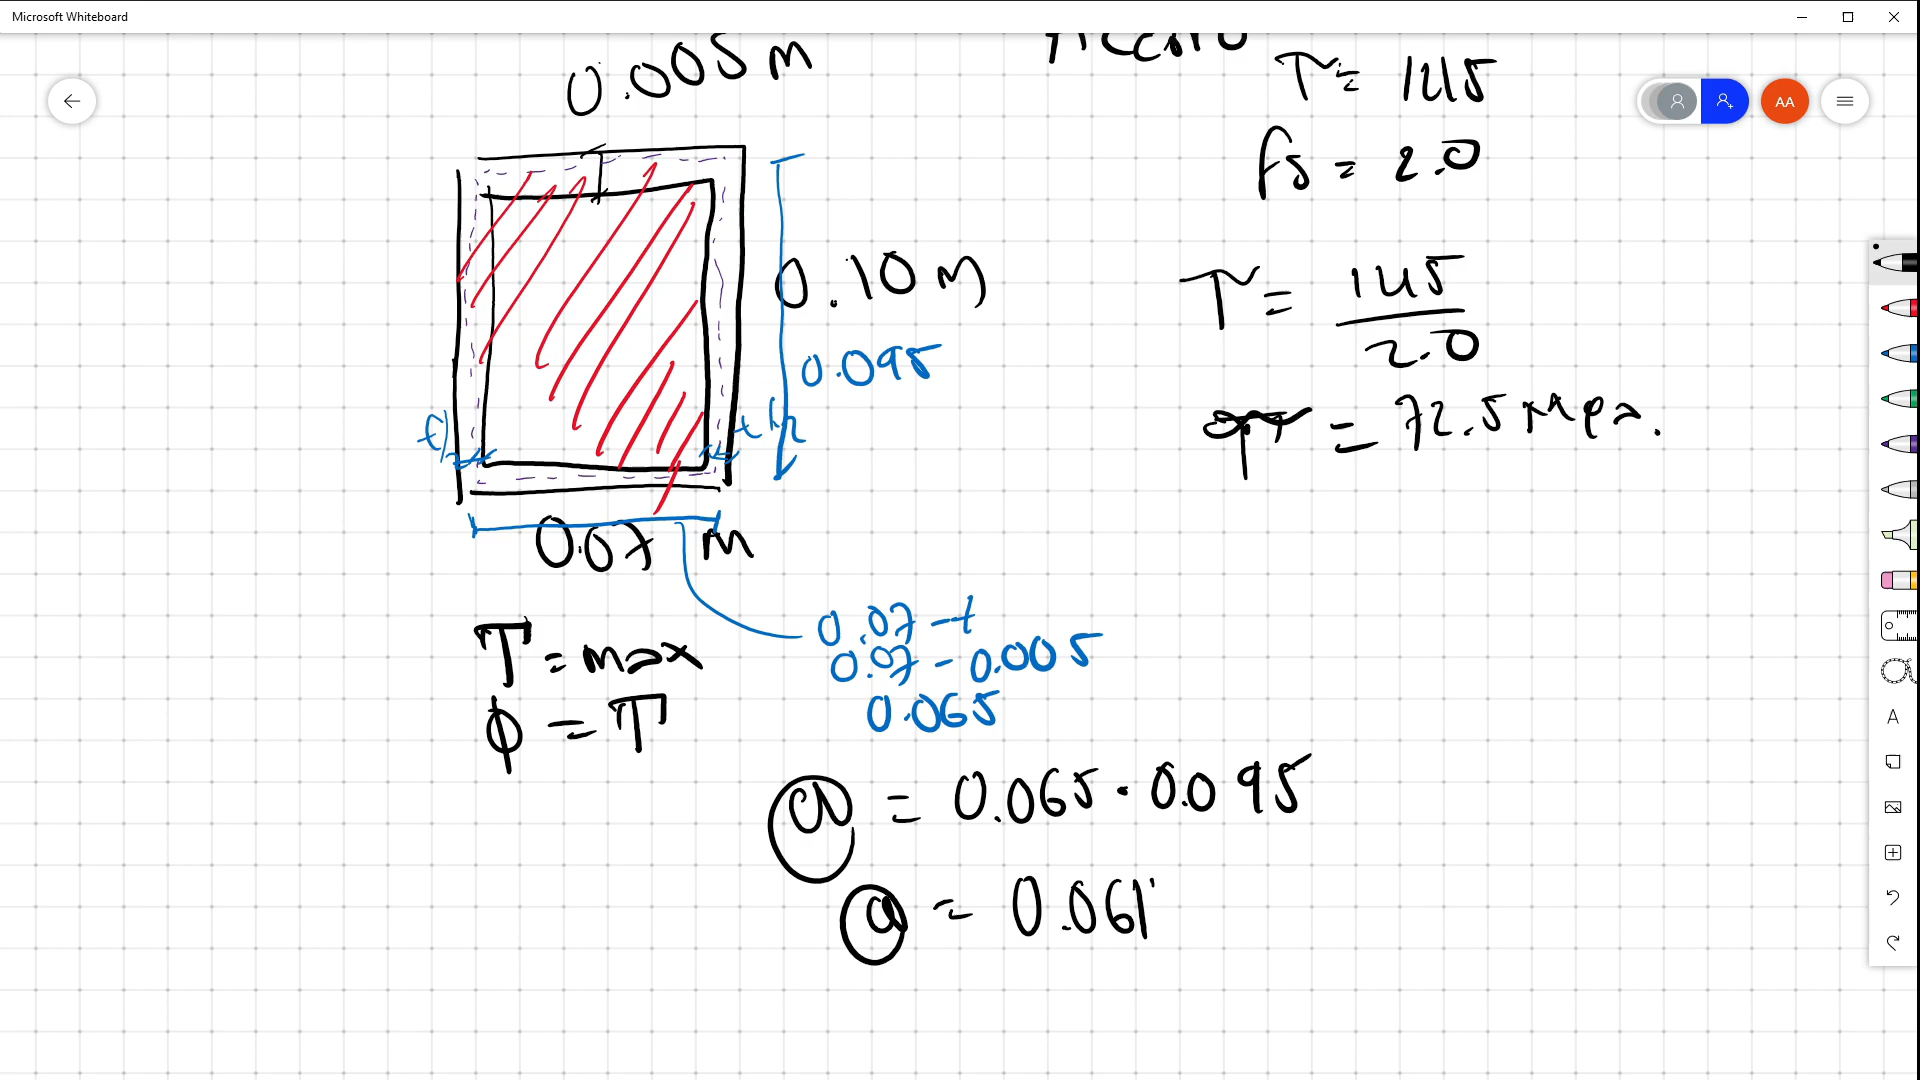 Microsoft Whiteboard
0.005 m
τ = 145
AA
fs = 2.0
0.10 m
τ = 145
2.0
0.095
t/2
t/2
τ = 72.5 Mpa.
0.07 m
0.07 - t
T = max
0.07 - 0.005
0.065
ϕ = T
a = 0.065 · 0.095
a = 0.061
A